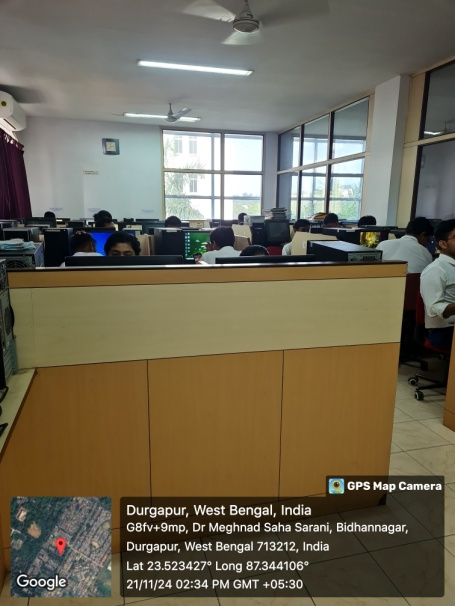 GPS Map Camera
Durgapur, West Bengal, India
G8fv+9mp, Dr Meghnad Saha Sarani, Bidhannagar,
Durgapur, West Bengal 713212, India
Lat 23.523427° Long 87.344106°
21/11/24 02:34 PM GMT +05:30
Google